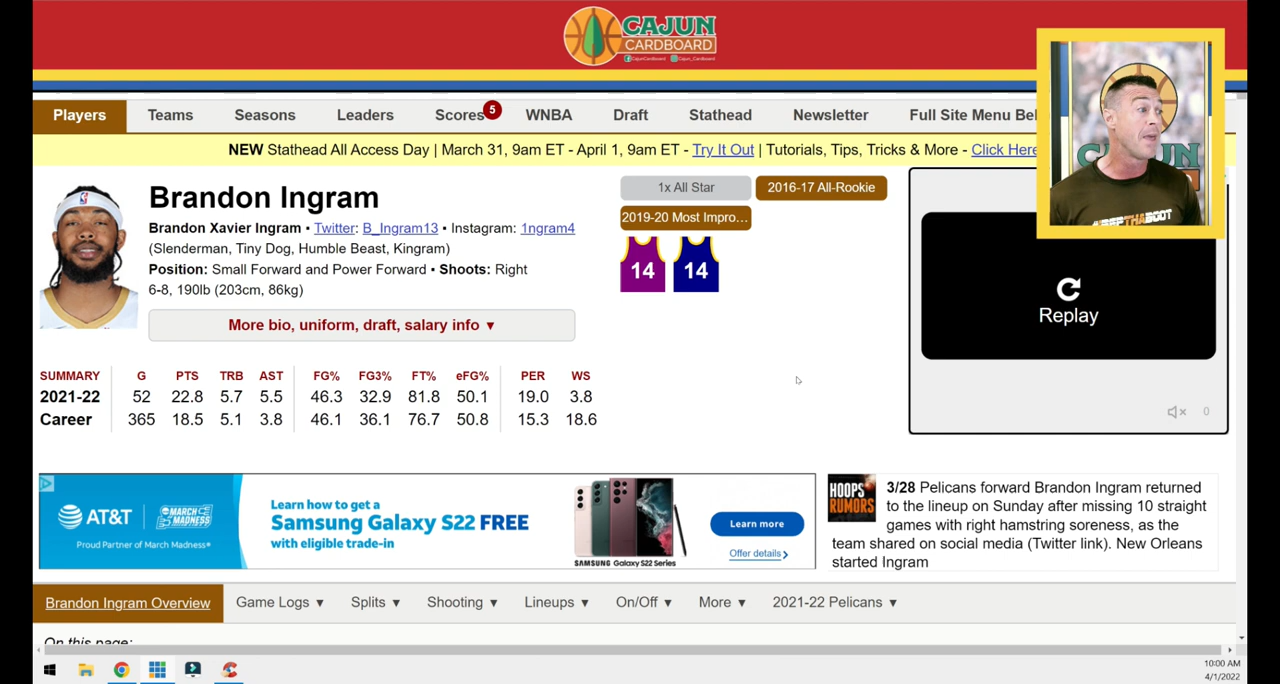 CAJUN
CARDBOARD
CajunCardboard Cajun_Cardboard
Players Teams Seasons Leaders Scores 5 WNBA Draft Stathead Newsletter Full Site Menu Bel
NEW Stathead All Access Day | March 31, 9am ET - April 1, 9am ET - Try It Out | Tutorials, Tips, Tricks & More - Click Here
Brandon Ingram
Brandon Xavier Ingram • Twitter: B_Ingram13 • Instagram: 1ngram4
(Slenderman, Tiny Dog, Humble Beast, Kingram)
Position: Small Forward and Power Forward • Shoots: Right
6-8, 190lb (203cm, 86kg)
More bio, uniform, draft, salary info ▼
1x All Star 2016-17 All-Rookie
2019-20 Most Impro...
14 14
Replay
0
SUMMARY G PTS TRB AST FG% FG3% FT% eFG% PER WS
2021-22 52 22.8 5.7 5.5 46.3 32.9 81.8 50.1 19.0 3.8
Career 365 18.5 5.1 3.8 46.1 36.1 76.7 50.8 15.3 18.6
AT&T MARCH MADNESS
Proud Partner of March Madness®
Learn how to get a
Samsung Galaxy S22 FREE
with eligible trade-in
SAMSUNG Galaxy S22 Series
Learn more
Offer details
HOOPS
RUMORS
3/28 Pelicans forward Brandon Ingram returned
to the lineup on Sunday after missing 10 straight
games with right hamstring soreness, as the
team shared on social media (Twitter link). New Orleans
started Ingram
Brandon Ingram Overview Game Logs ▼ Splits ▼ Shooting ▼ Lineups ▼ On/Off ▼ More ▼ 2021-22 Pelicans ▼
On this page:
10:00 AM
4/1/2022